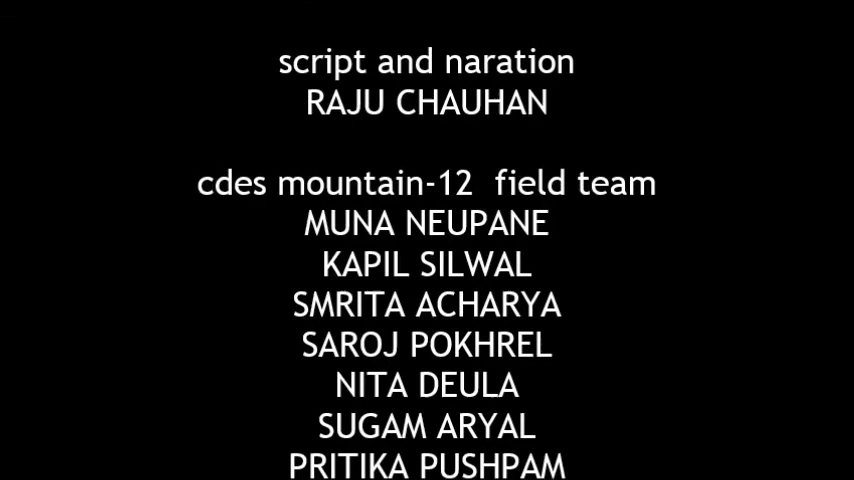 script and naration
RAJU CHAUHAN
cdes mountain-12 field team
MUNA NEUPANE
KAPIL SILWAL
SMRITA ACHARYA
SAROJ POKHREL
NITA DEULA
SUGAM ARYAL
PRITIKA PUSHPAM